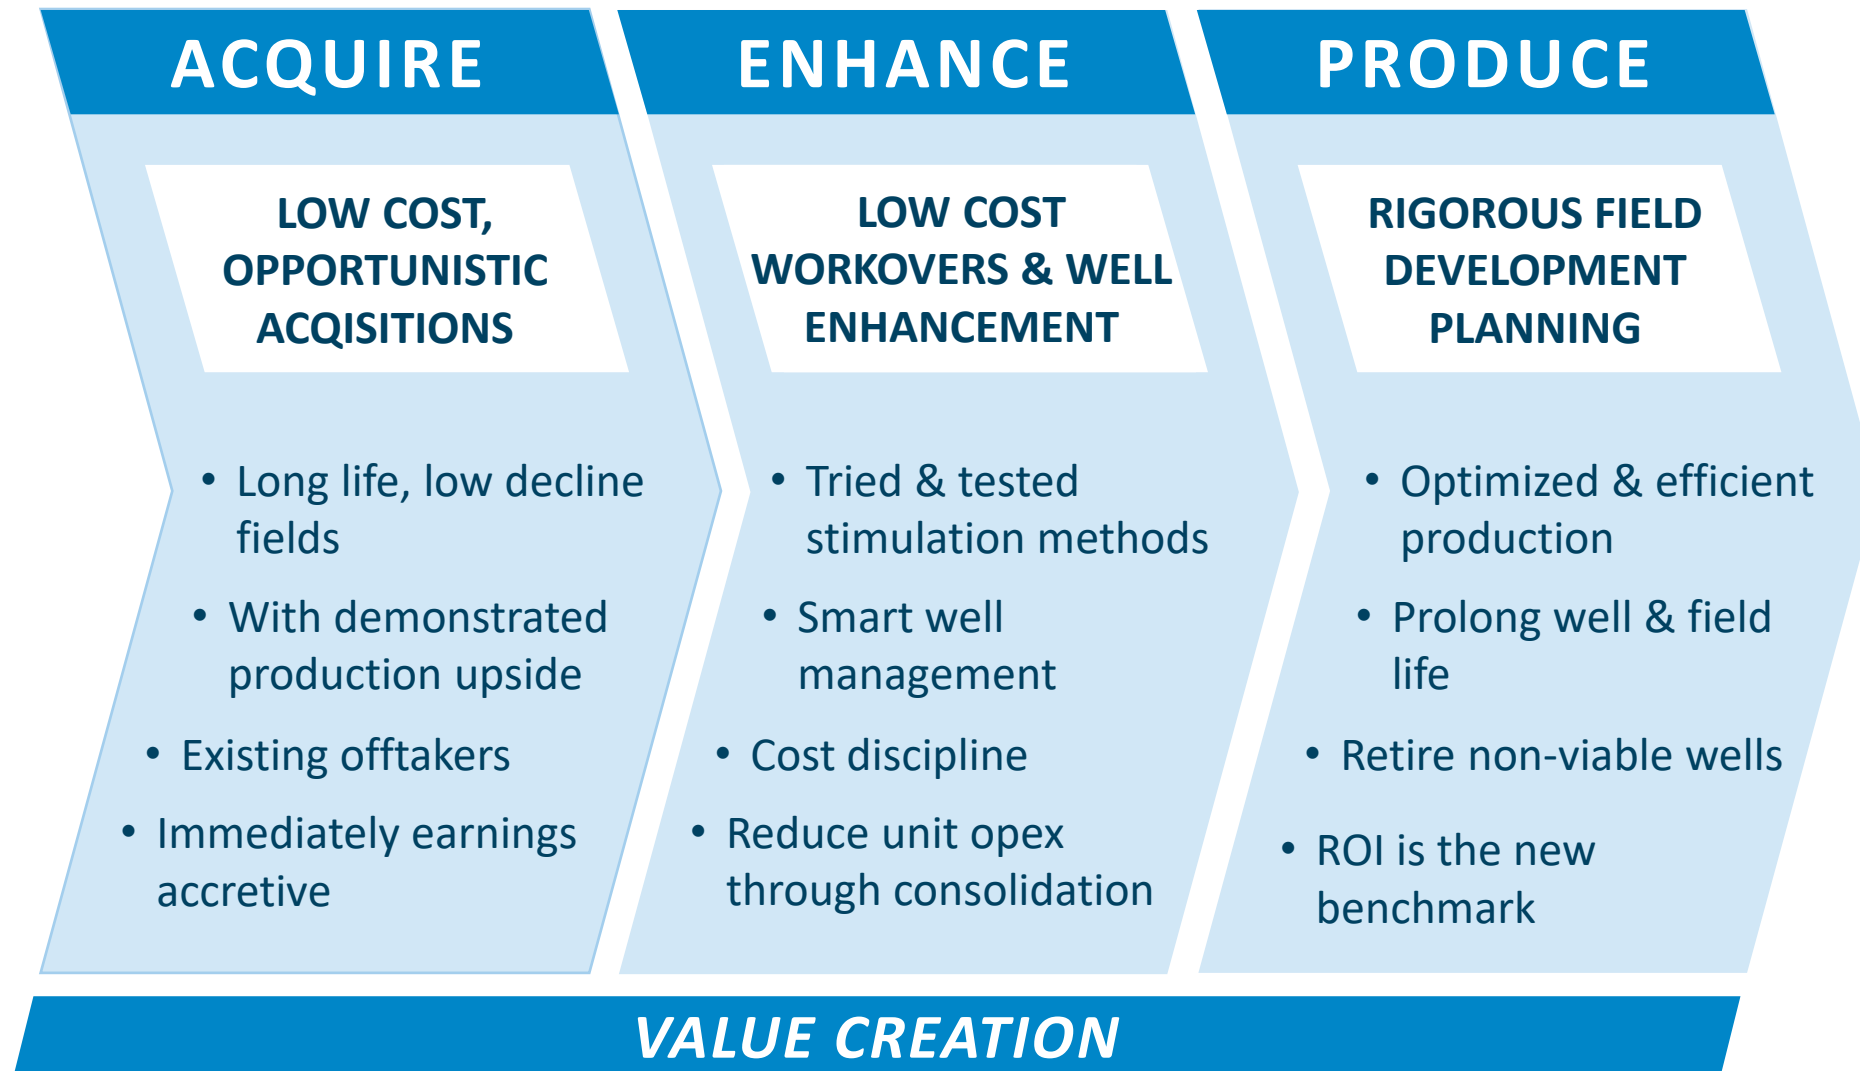 ACQUIRE
LOW COST,
OPPORTUNISTIC
ACQISITIONS
• Long life, low decline
fields
• With demonstrated
production upside
• Existing offtakers
• Immediately earnings
accretive
ENHANCE
LOW COST
WORKOVERS & WELL
ENHANCEMENT
• Tried & tested
stimulation methods
• Smart well
management
• Cost discipline
• Reduce unit opex
through consolidation
PRODUCE
RIGOROUS FIELD
DEVELOPMENT
PLANNING
• Optimized & efficient
production
• Prolong well & field
life
• Retire non-viable wells
• ROI is the new
benchmark
VALUE CREATION